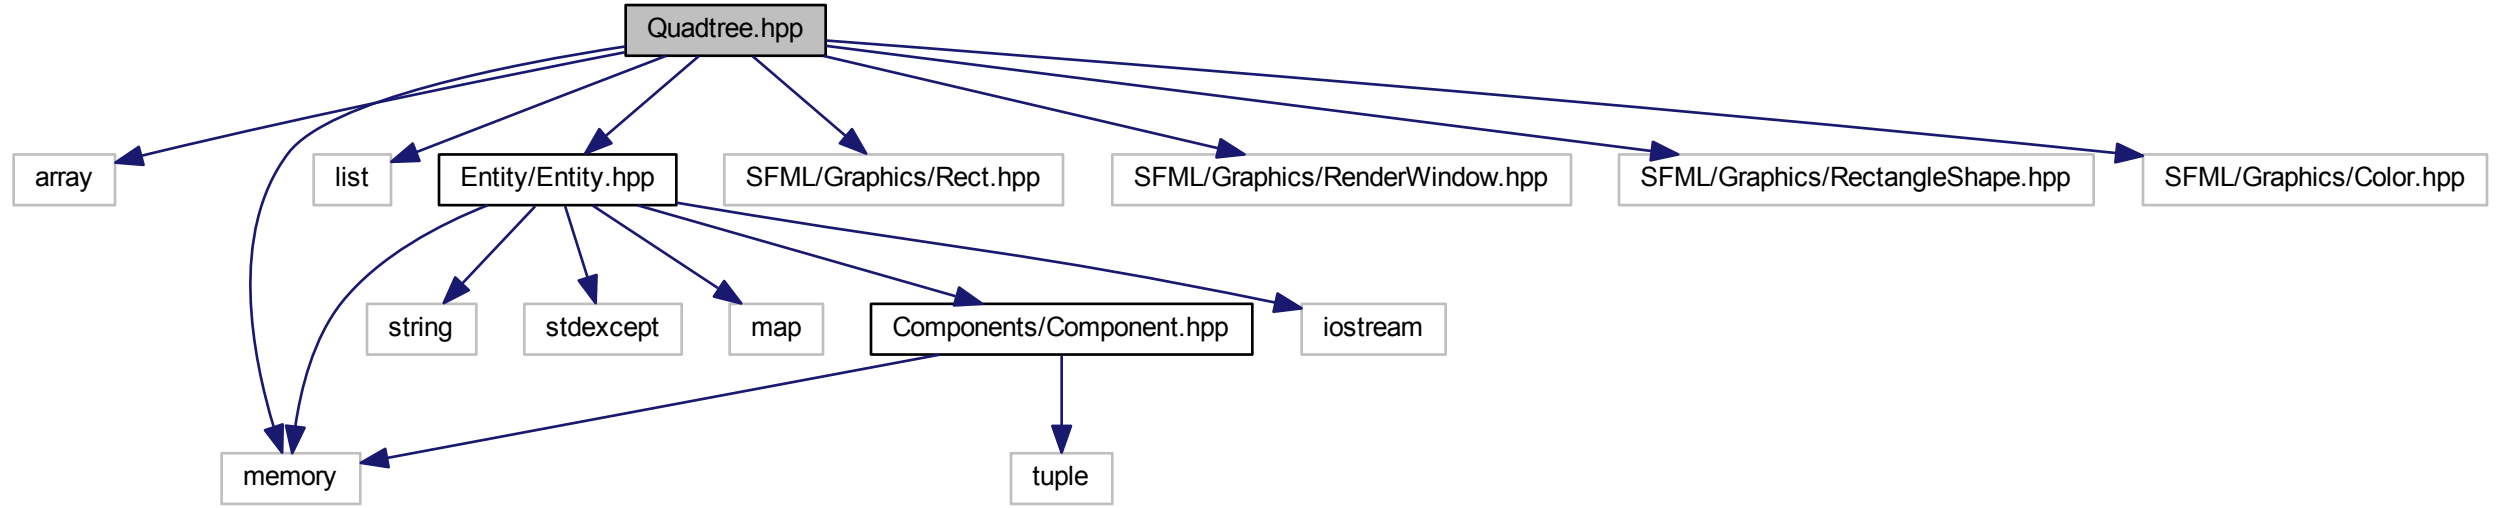 Quadtree.hpp
array
list
Entity/Entity.hpp
SFML/Graphics/Rect.hpp
SFML/Graphics/RenderWindow.hpp
SFML/Graphics/RectangleShape.hpp
SFML/Graphics/Color.hpp
string
stdexcept
map
Components/Component.hpp
iostream
memory
tuple